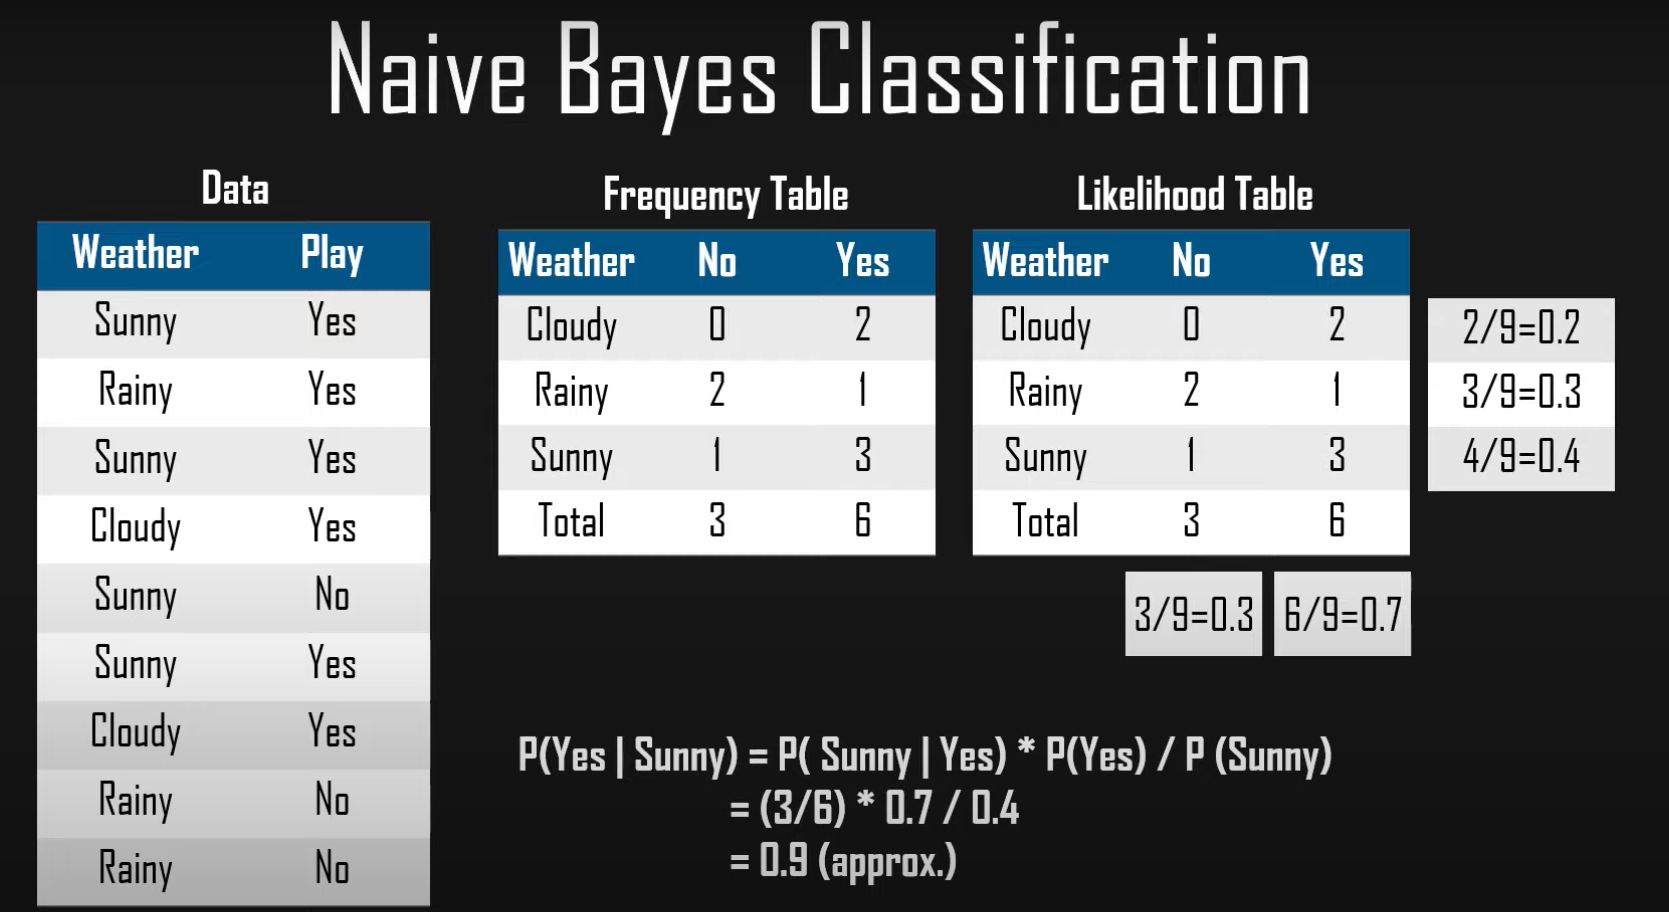 Naive Bayes Classification
Data
Weather Play
Sunny Yes
Rainy Yes
Sunny Yes
Cloudy Yes
Sunny No
Sunny Yes
Cloudy Yes
Rainy No
Rainy No
Frequency Table
Weather No Yes
Cloudy 0 2
Rainy 2 1
Sunny 1 3
Total 3 6
Likelihood Table
Weather No Yes
Cloudy 0 2 2/9=0.2
Rainy 2 1 3/9=0.3
Sunny 1 3 4/9=0.4
Total 3 6
3/9=0.3 6/9=0.7
P(Yes | Sunny) = P( Sunny | Yes) * P(Yes) / P (Sunny)
= (3/6) * 0.7 / 0.4
= 0.9 (approx.)